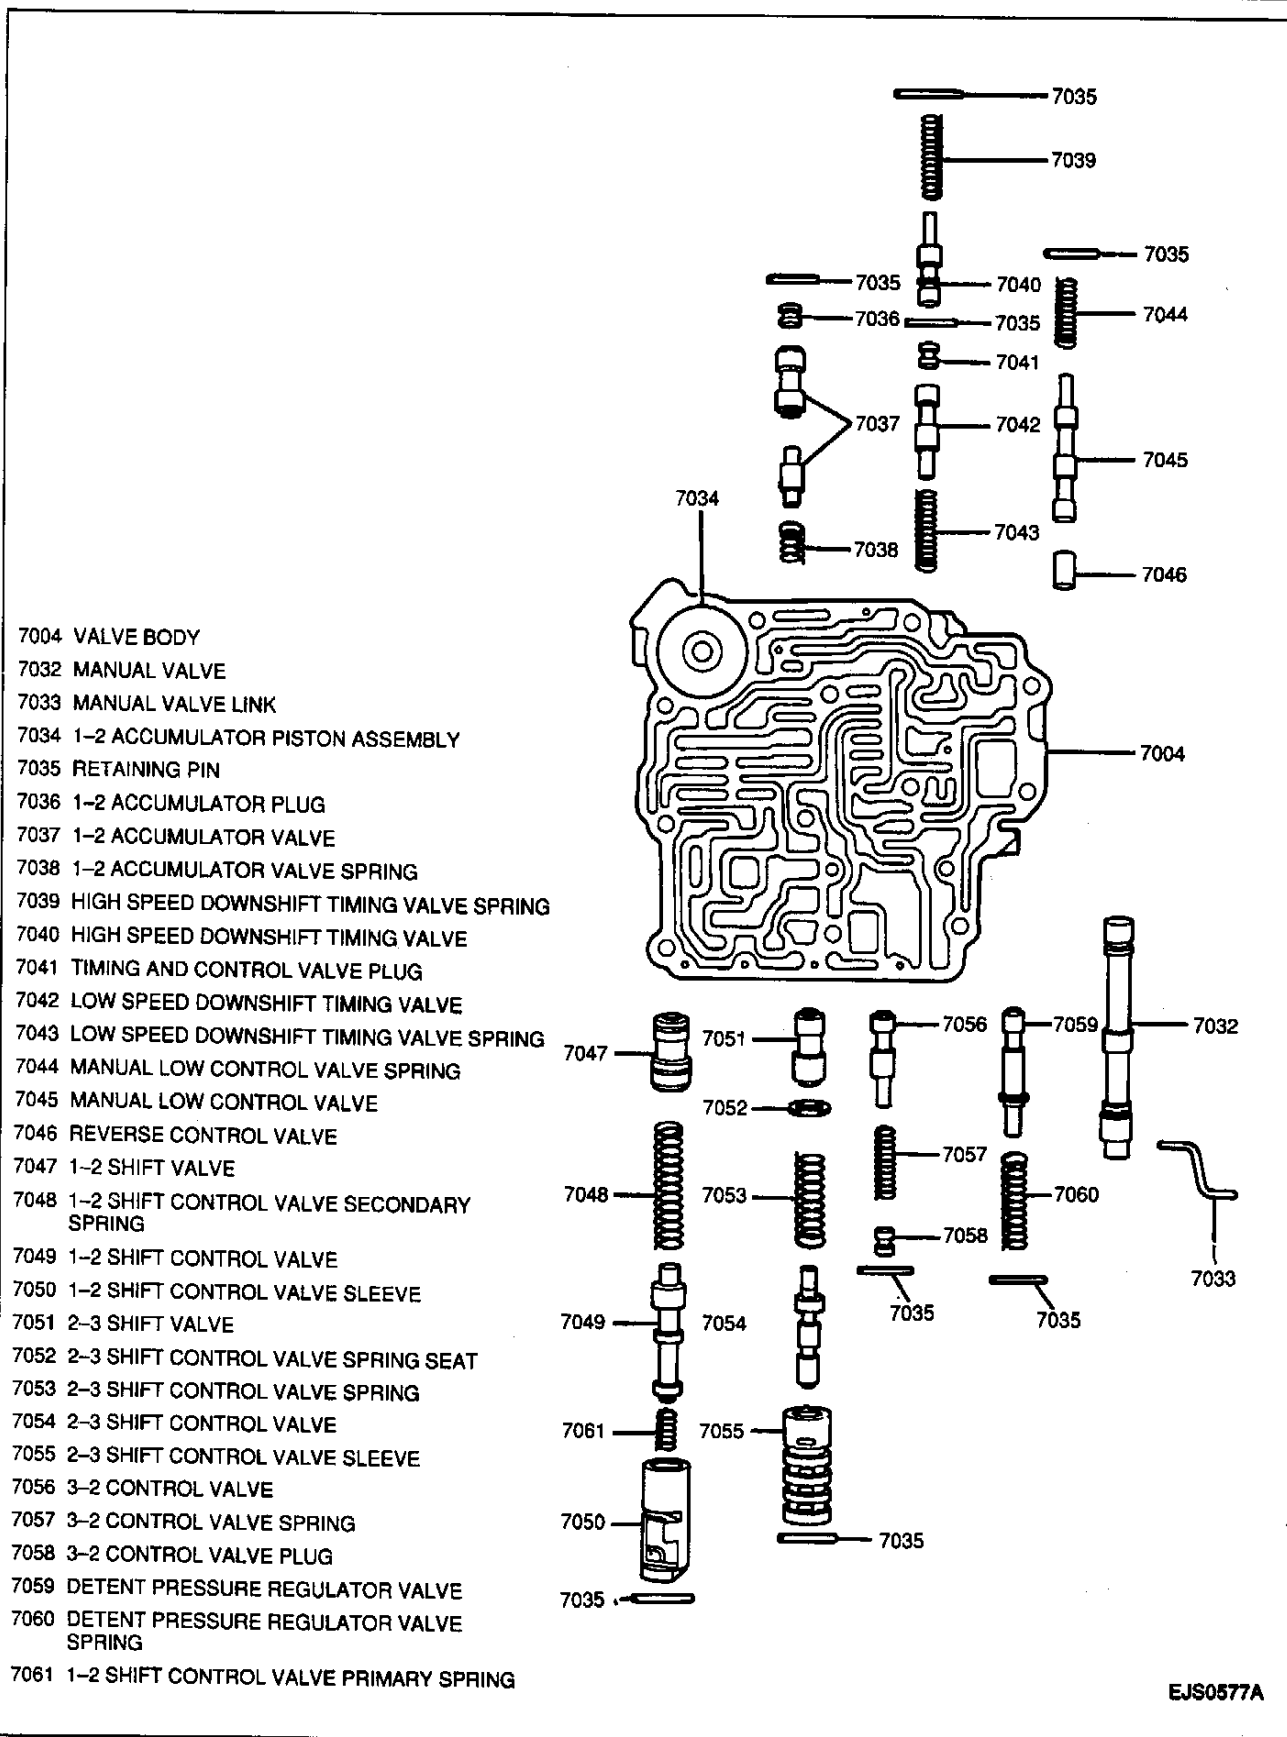 7035
7039
7035
7035
7040
7044
7036
7035
7041
7037
7042
7045
7034
7043
7038
7046
7004 VALVE BODY
7032 MANUAL VALVE
7033 MANUAL VALVE LINK
7034 1–2 ACCUMULATOR PISTON ASSEMBLY
7035 RETAINING PIN
7036 1–2 ACCUMULATOR PLUG
7037 1–2 ACCUMULATOR VALVE
7038 1–2 ACCUMULATOR VALVE SPRING
7039 HIGH SPEED DOWNSHIFT TIMING VALVE SPRING
7040 HIGH SPEED DOWNSHIFT TIMING VALVE
7041 TIMING AND CONTROL VALVE PLUG
7042 LOW SPEED DOWNSHIFT TIMING VALVE
7043 LOW SPEED DOWNSHIFT TIMING VALVE SPRING
7044 MANUAL LOW CONTROL VALVE SPRING
7045 MANUAL LOW CONTROL VALVE
7046 REVERSE CONTROL VALVE
7047 1–2 SHIFT VALVE
7048 1–2 SHIFT CONTROL VALVE SECONDARY
SPRING
7049 1–2 SHIFT CONTROL VALVE
7050 1–2 SHIFT CONTROL VALVE SLEEVE
7051 2–3 SHIFT VALVE
7052 2–3 SHIFT CONTROL VALVE SPRING SEAT
7053 2–3 SHIFT CONTROL VALVE SPRING
7054 2–3 SHIFT CONTROL VALVE
7055 2–3 SHIFT CONTROL VALVE SLEEVE
7056 3–2 CONTROL VALVE
7057 3–2 CONTROL VALVE SPRING
7058 3–2 CONTROL VALVE PLUG
7059 DETENT PRESSURE REGULATOR VALVE
7060 DETENT PRESSURE REGULATOR VALVE
SPRING
7061 1–2 SHIFT CONTROL VALVE PRIMARY SPRING
7004
7047
7051
7056
7059
7032
7052
7057
7048
7053
7060
7058
7033
7035
7035
7049
7054
7061
7055
7050
7035
7035
EJS0577A